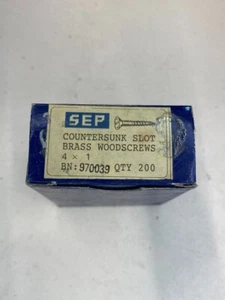 SEP
COUNTERSUNK SLOT
BRASS WOODSCREWS
4 × 1
BN: 970039 QTY 200